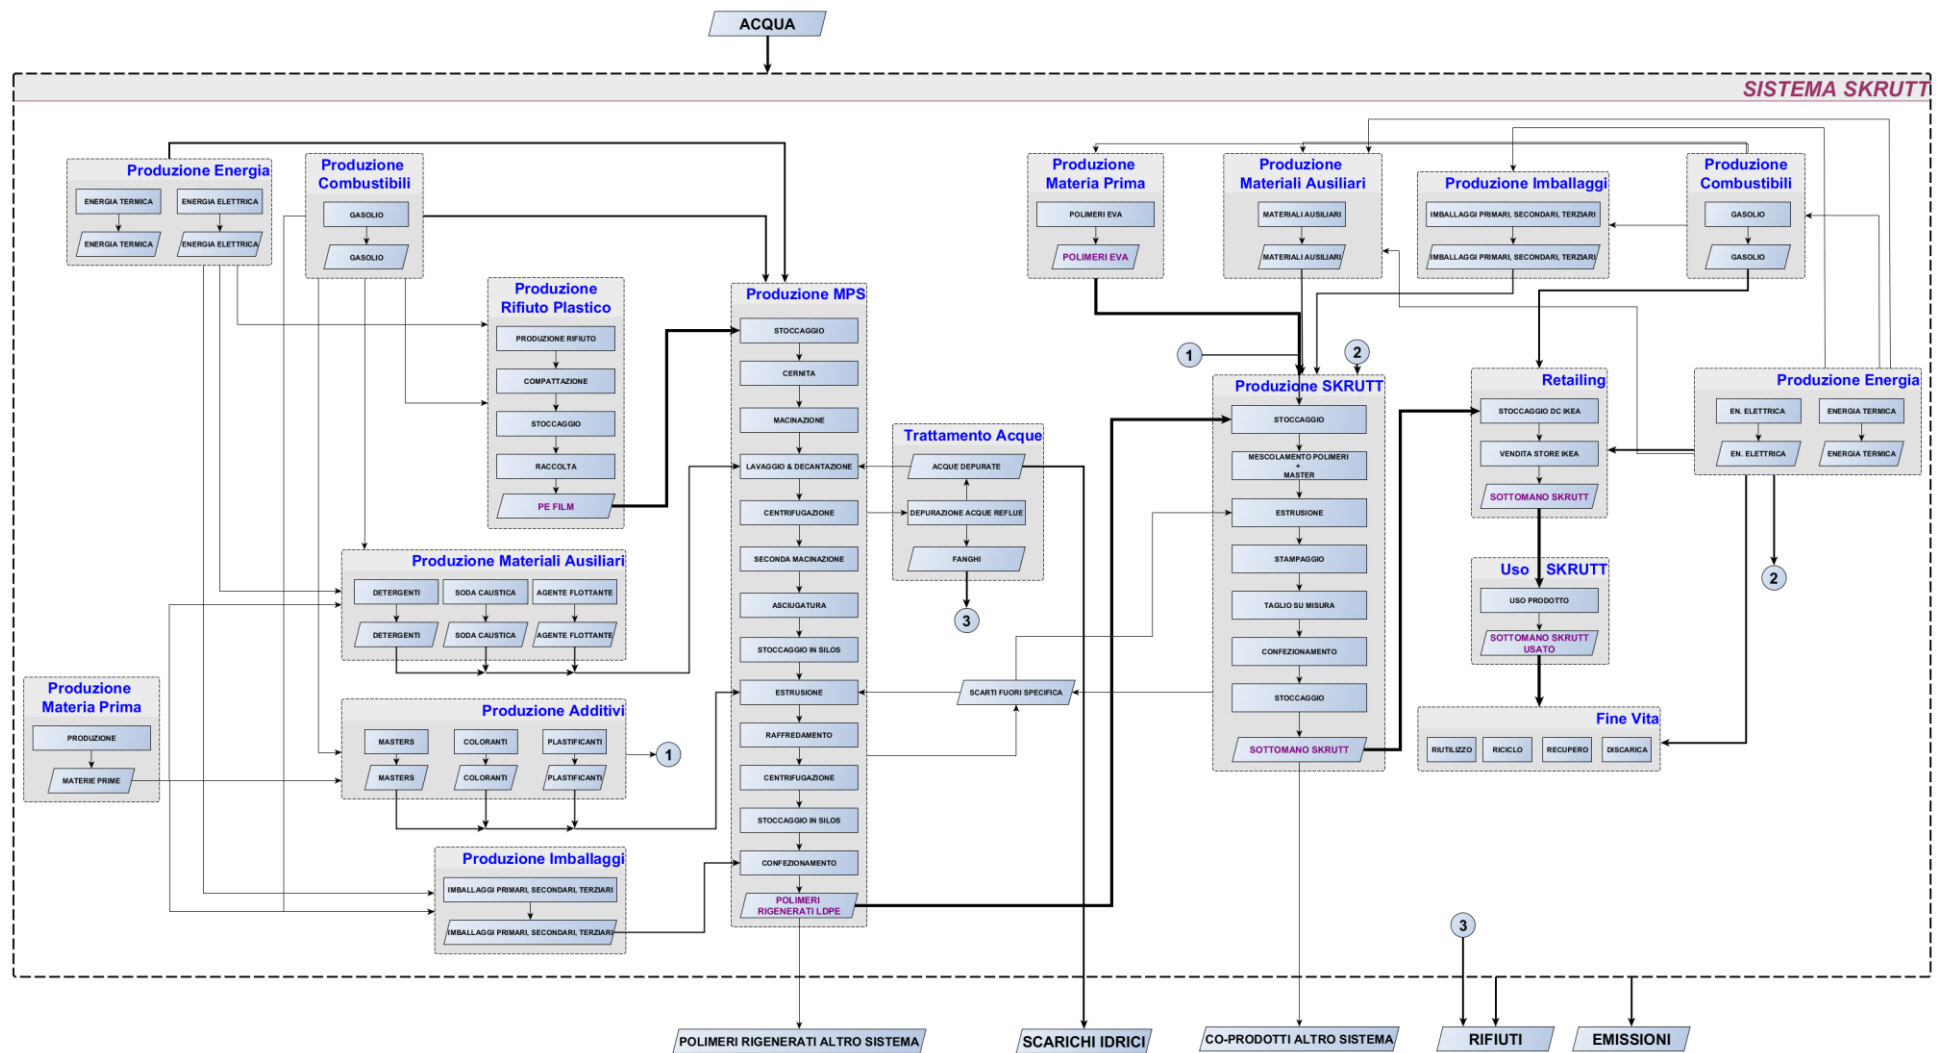 ACQUA
SISTEMA SKRUTT
Produzione Energia
ENERGIA TERMICA
ENERGIA ELETTRICA
ENERGIA TERMICA
ENERGIA ELETTRICA
Produzione
Combustibili
GASOLIO
GASOLIO
Produzione
Rifiuto Plastico
PRODUZIONE RIFIUTO
COMPATTAZIONE
STOCCAGGIO
RACCOLTA
PE FILM
Produzione Materiali Ausiliari
DETERGENTI
SODA CAUSTICA
AGENTE FLOTTANTE
DETERGENTI
SODA CAUSTICA
AGENTE FLOTTANTE
Produzione
Materia Prima
PRODUZIONE
MATERIE PRIME
Produzione Additivi
MASTERS
COLORANTI
PLASTIFICANTI
MASTERS
COLORANTI
PLASTIFICANTI
1
Produzione Imballaggi
IMBALLAGGI PRIMARI, SECONDARI, TERZIARI
IMBALLAGGI PRIMARI, SECONDARI, TERZIARI
Produzione MPS
STOCCAGGIO
CERNITA
MACINAZIONE
LAVAGGIO & DECANTAZIONE
CENTRIFUGAZIONE
SECONDA MACINAZIONE
ASCIUGATURA
STOCCAGGIO IN SILOS
ESTRUSIONE
RAFFREDAMENTO
CENTRIFUGAZIONE
STOCCAGGIO IN SILOS
CONFEZIONAMENTO
POLIMERI
RIGENERATI LDPE
Trattamento Acque
ACQUE DEPURATE
DEPURAZIONE ACQUE REFLUE
FANGHI
3
SCARTI FUORI SPECIFICA
Produzione
Materia Prima
POLIMERI EVA
POLIMERI EVA
Produzione
Materiali Ausiliari
MATERIALI AUSILIARI
MATERIALI AUSILIARI
Produzione Imballaggi
IMBALLAGGI PRIMARI, SECONDARI, TERZIARI
IMBALLAGGI PRIMARI, SECONDARI, TERZIARI
Produzione
Combustibili
GASOLIO
GASOLIO
1
2
Produzione SKRUTT
STOCCAGGIO
MESCOLAMENTO POLIMERI
+
MASTER
ESTRUSIONE
STAMPAGGIO
TAGLIO SU MISURA
CONFEZIONAMENTO
STOCCAGGIO
SOTTOMANO SKRUTT
Retailing
STOCCAGGIO DC IKEA
VENDITA STORE IKEA
SOTTOMANO SKRUTT
Produzione Energia
EN. ELETTRICA
ENERGIA TERMICA
EN. ELETTRICA
ENERGIA TERMICA
2
Uso SKRUTT
USO PRODOTTO
SOTTOMANO SKRUTT
USATO
Fine Vita
RIUTILIZZO
RICICLO
RECUPERO
DISCARICA
3
POLIMERI RIGENERATI ALTRO SISTEMA
SCARICHI IDRICI
CO-PRODOTTI ALTRO SISTEMA
RIFIUTI
EMISSIONI